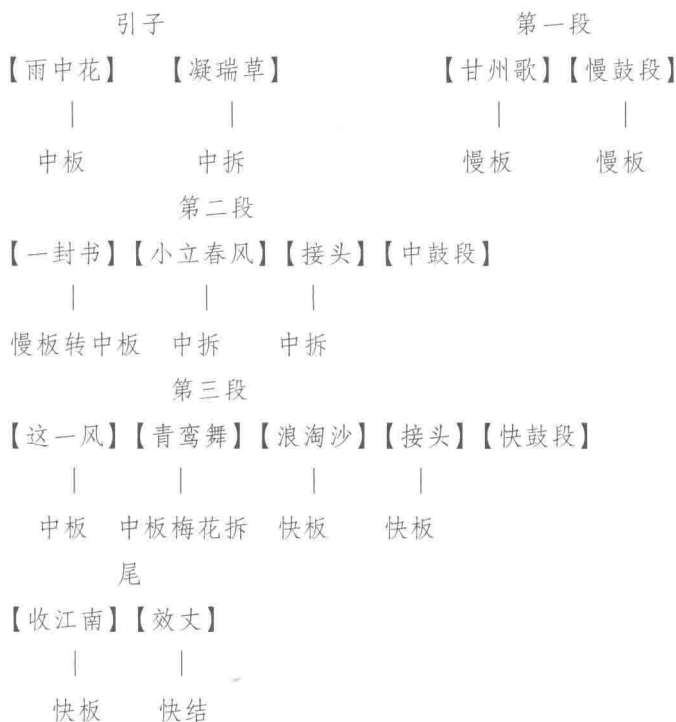 引子 第一段
【雨中花】 【凝瑞草】 【甘州歌】【慢鼓段】
| | | |
中板 中拆 慢板 慢板
第二段
【一封书】【小立春风】【接头】【中鼓段】
| | |
慢板转中板 中拆 中拆
第三段
【这一风】【青鸾舞】【浪淘沙】【接头】【快鼓段】
| | | |
中板 中板梅花拆 快板 快板
尾
【收江南】【效丈】
| |
快板 快结